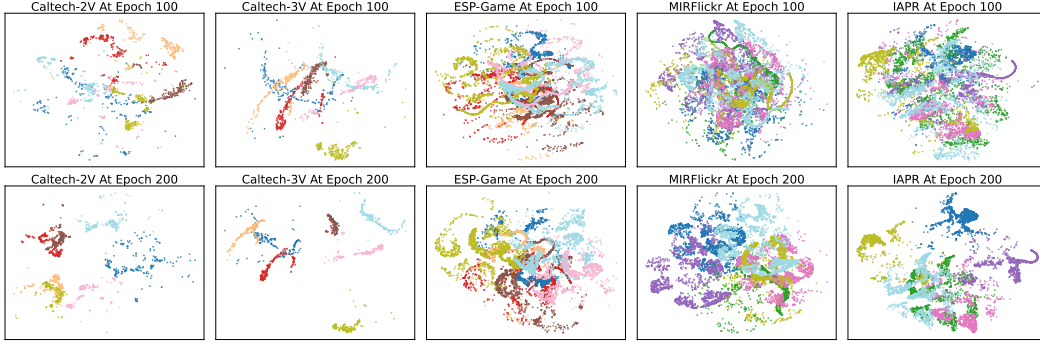 Caltech-2V At Epoch 100
Caltech-3V At Epoch 100
ESP-Game At Epoch 100
MIRFlickr At Epoch 100
IAPR At Epoch 100
Caltech-2V At Epoch 200
Caltech-3V At Epoch 200
ESP-Game At Epoch 200
MIRFlickr At Epoch 200
IAPR At Epoch 200